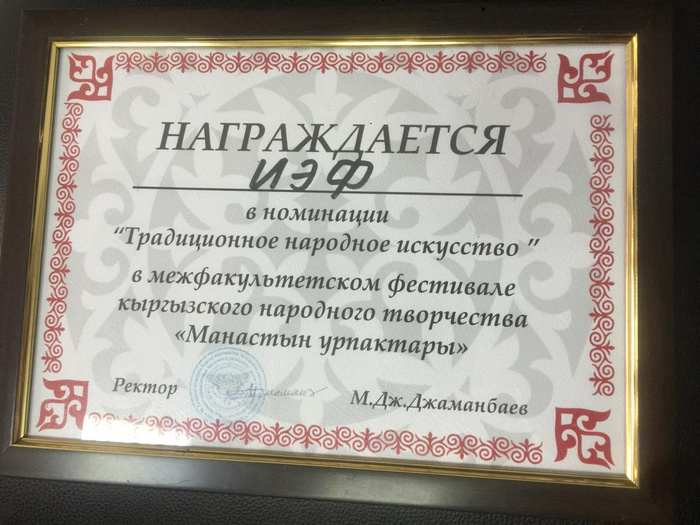 НАГРАЖДАЕТСЯ
ИЭФ
в номинации
“Традиционное народное искусство ”
в межфакультетском фестивале
кыргызского народного творчества
«Манастын урпактары»
Ректор
М.Дж.Джаманбаев